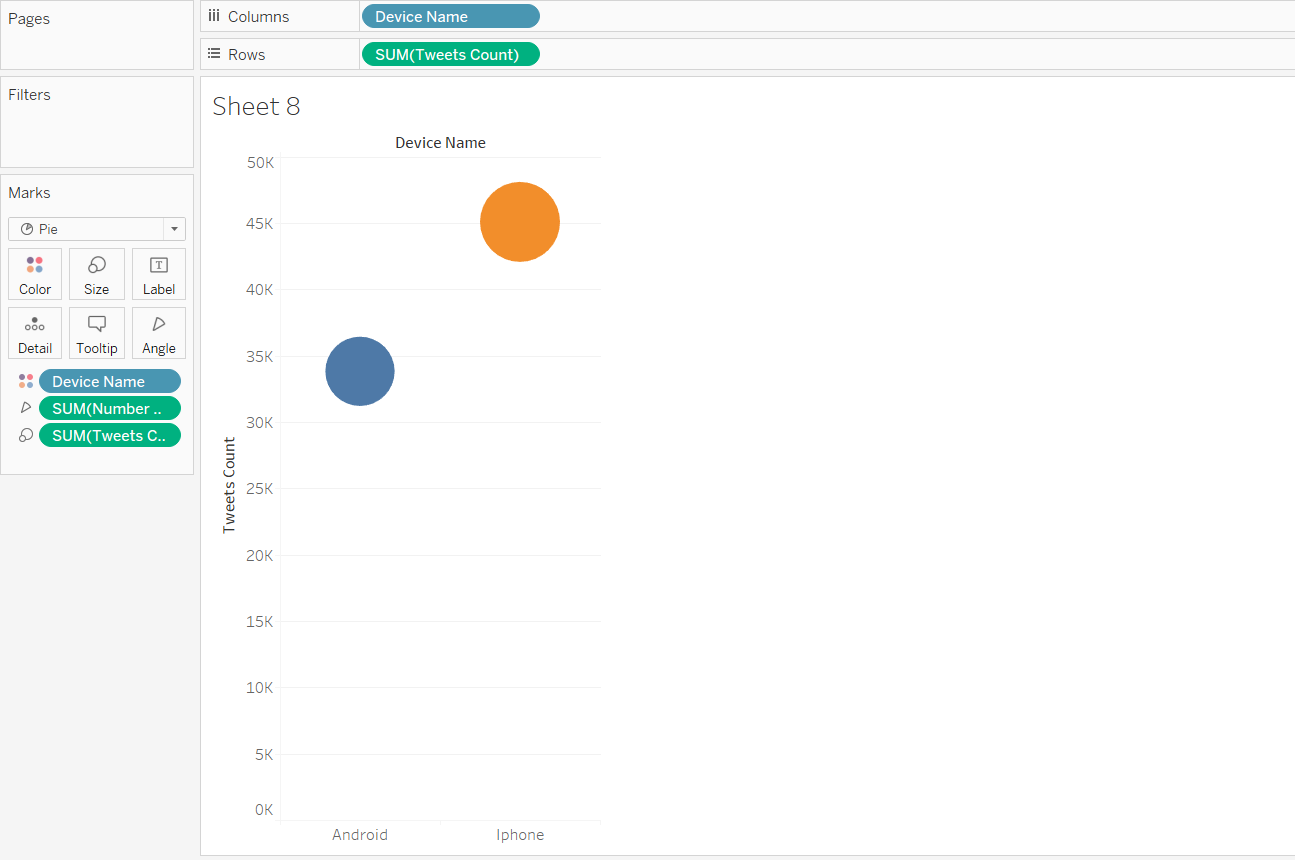 Pages
Columns
Device Name
Rows
SUM(Tweets Count)
Filters
Marks
Pie
Color
Size
T
Label
Detail
Tooltip
Angle
Device Name
SUM(Number ..
SUM(Tweets C..
Sheet 8
Device Name
50K
45K
40K
35K
30K
25K
20K
15K
10K
5K
0K
Tweets Count
Android
Iphone